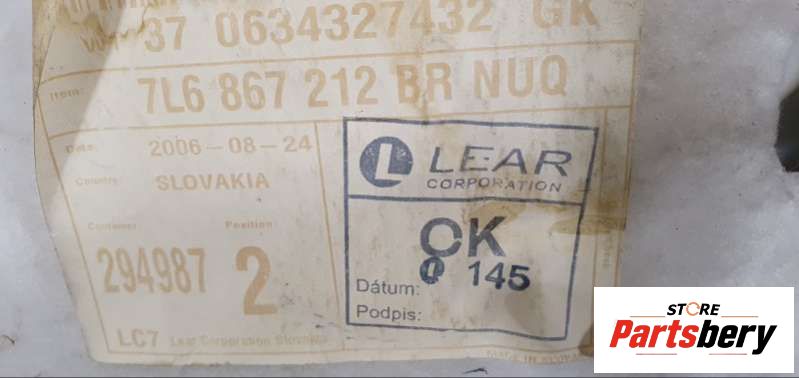 37 0634327432 GK
Item: 7L6 867 212 BR NUQ
Date: 2006-08-24
Country: SLOVAKIA
Container Position
294987 2
LC7 Lear Corporation Slovakia
L LEAR
CORPORATION
OK
145
Dátum:
Podpis:
STORE
Partsbery